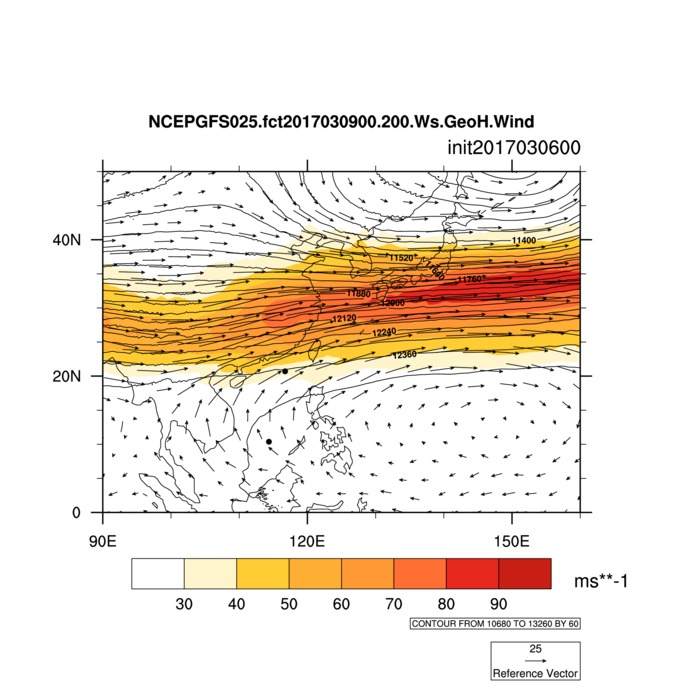 NCEPGFS025.fct2017030900.200.Ws.GeoH.Wind
init2017030600
40N
20N
0
11400
11520
11640
11760
11880
12000
12120
12240
12360
90E 120E 150E
30 40 50 60 70 80 90
ms**-1
CONTOUR FROM 10680 TO 13260 BY 60
25
Reference Vector